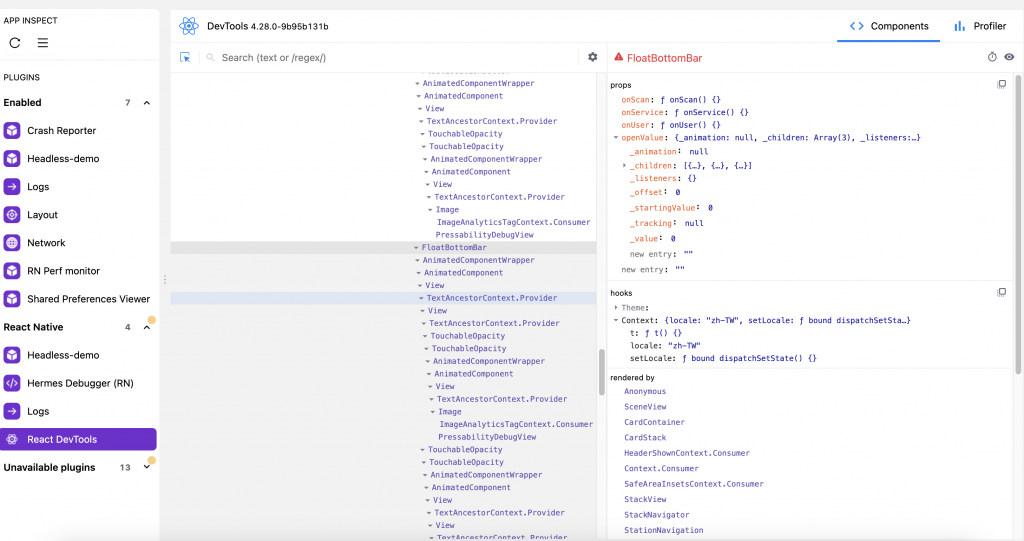 APP INSPECT
PLUGINS
Enabled 7
Crash Reporter
Headless-demo
Logs
Layout
Network
RN Perf monitor
Shared Preferences Viewer
React Native 4
Headless-demo
Hermes Debugger (RN)
Logs
React DevTools
Unavailable plugins 13
DevTools 4.28.0-9b95b131b
Components
Profiler
Search (text or /regex/)
AnimatedComponentWrapper
AnimatedComponent
View
TextAncestorContext.Provider
TouchableOpacity
TouchableOpacity
AnimatedComponentWrapper
AnimatedComponent
View
TextAncestorContext.Provider
Image
ImageAnalyticsTagContext.Consumer
PressabilityDebugView
FloatBottomBar
AnimatedComponentWrapper
AnimatedComponent
View
TextAncestorContext.Provider
View
TextAncestorContext.Provider
TouchableOpacity
TouchableOpacity
AnimatedComponentWrapper
AnimatedComponent
View
TextAncestorContext.Provider
Image
ImageAnalyticsTagContext.Consumer
PressabilityDebugView
TouchableOpacity
TouchableOpacity
AnimatedComponentWrapper
AnimatedComponent
View
TextAncestorContext.Provider
View
TextAncestorContext.Provider
FloatBottomBar
props
onScan: ƒ onScan() {}
onService: ƒ onService() {}
onUser: ƒ onUser() {}
openValue: {_animation: null, _children: Array(3), _listeners:…}
_animation: null
_children: [{…}, {…}, {…}]
_listeners: {}
_offset: 0
_startingValue: 0
_tracking: null
_value: 0
new entry: ""
new entry: ""
hooks
Theme:
Context: {locale: "zh-TW", setLocale: ƒ bound dispatchSetSta…}
t: ƒ t() {}
locale: "zh-TW"
setLocale: ƒ bound dispatchSetState() {}
rendered by
Anonymous
SceneView
CardContainer
CardStack
HeaderShownContext.Consumer
Context.Consumer
SafeAreaInsetsContext.Consumer
StackView
StackNavigator
StationNavigation